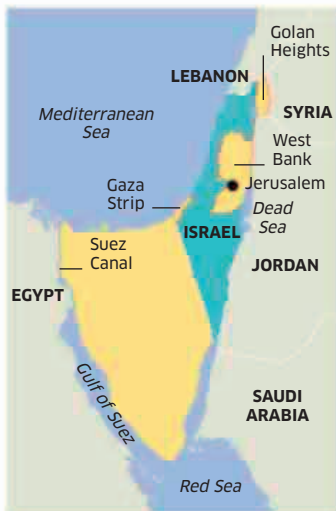 Golan
Heights
LEBANON
SYRIA
Mediterranean
Sea
West
Bank
Jerusalem
Gaza
Strip
Dead
Sea
ISRAEL
Suez
Canal
JORDAN
EGYPT
Gulf of Suez
SAUDI
ARABIA
Red Sea